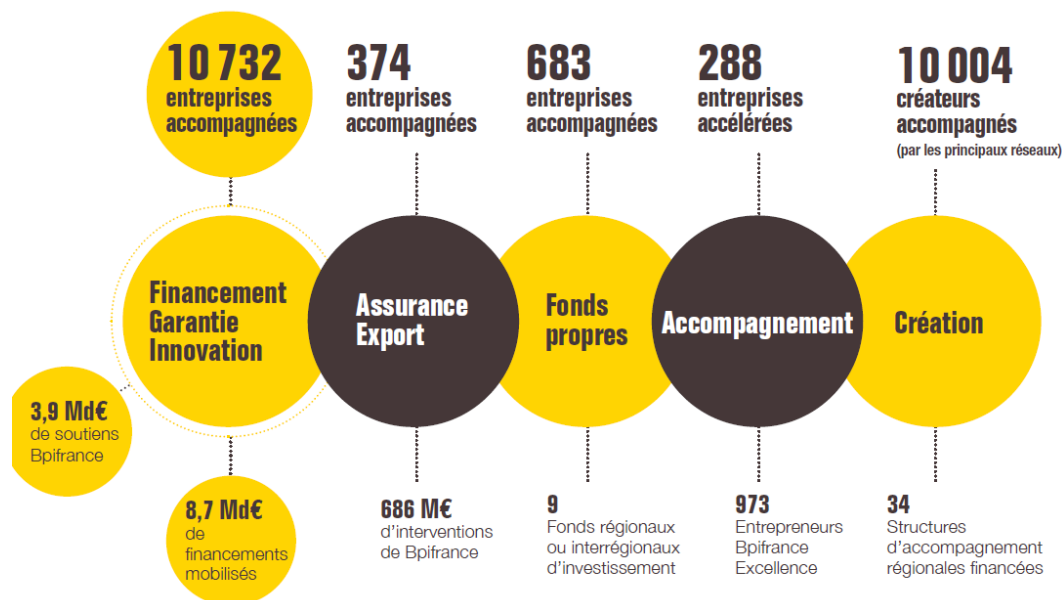 10 732
entreprises
accompagnées
374
entreprises
accompagnées
683
entreprises
accompagnées
288
entreprises
accélérées
10 004
créateurs
accompagnés
(par les principaux réseaux)
Financement
Garantie
Innovation
Assurance
Export
Fonds
propres
Accompagnement
Création
3,9 Md€
de soutiens
Bpifrance
8,7 Md€
de
financements
mobilisés
686 M€
d’interventions
de Bpifrance
9
Fonds régionaux
ou interrégionaux
d’investissement
973
Entrepreneurs
Bpifrance
Excellence
34
Structures
d’accompagnement
régionales financées